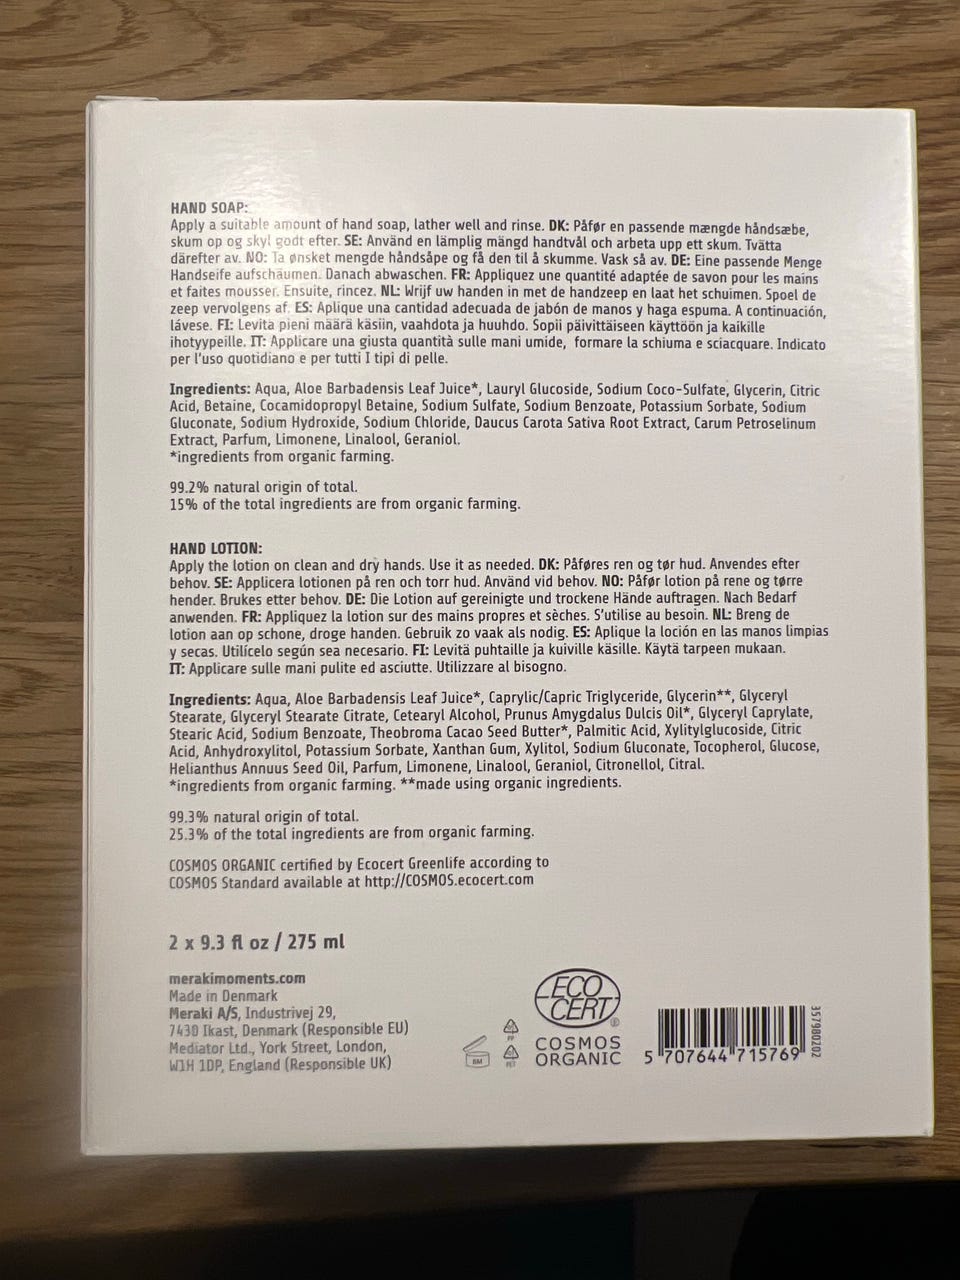 HAND SOAP:
Apply a suitable amount of hand soap, lather well and rinse. DK: Påfør en passende mængde håndsæbe,
skum op og skyl godt efter. SE: Använd en lämplig mängd handtvål och arbeta upp ett skum. Tvätta
därefter av. NO: Ta ønsket mengde håndsåpe og få den til å skumme. Vask så av. DE: Eine passende Menge
Handseife aufschäumen. Danach abwaschen. FR: Appliquez une quantité adaptée de savon pour les mains
et faites mousser. Ensuite, rincez. NL: Wrijf uw handen in met de handzeep en laat het schuimen. Spoel de
zeep vervolgens af. ES: Aplique una cantidad adecuada de jabón de manos y haga espuma. A continuación,
lávese. FI: Levita pieni määrä käsiin, vaahdota ja huuhdo. Sopii päivittäiseen käyttöön ja kaikille
ihotyypeille. IT: Applicare una giusta quantità sulle mani umide, formare la schiuma e sciacquare. Indicato
per l'uso quotidiano e per tutti I tipi di pelle.
Ingredients: Aqua, Aloe Barbadensis Leaf Juice*, Lauryl Glucoside, Sodium Coco-Sulfate, Glycerin, Citric
Acid, Betaine, Cocamidopropyl Betaine, Sodium Sulfate, Sodium Benzoate, Potassium Sorbate, Sodium
Gluconate, Sodium Hydroxide, Sodium Chloride, Daucus Carota Sativa Root Extract, Carum Petroselinum
Extract, Parfum, Limonene, Linalool, Geraniol.
*ingredients from organic farming.
99.2% natural origin of total.
15% of the total ingredients are from organic farming.
HAND LOTION:
Apply the lotion on clean and dry hands. Use it as needed. DK: Påføres ren og tør hud. Anvendes efter
behov. SE: Applicera lotionen på ren och torr hud. Använd vid behov. NO: Påfør lotion på rene og tørre
hender. Brukes etter behov. DE: Die Lotion auf gereinigte und trockene Hände auftragen. Nach Bedarf
anwenden. FR: Appliquez la lotion sur des mains propres et sèches. S'utilise au besoin. NL: Breng de
lotion aan op schone, droge handen. Gebruik zo vaak als nodig. ES: Aplique la loción en las manos limpias
y secas. Utilícelo según sea necesario. FI: Levitä puhtaille ja kuiville käsille. Käytä tarpeen mukaan.
IT: Applicare sulle mani pulite ed asciutte. Utilizzare al bisogno.
Ingredients: Aqua, Aloe Barbadensis Leaf Juice*, Caprylic/Capric Triglyceride, Glycerin**, Glyceryl
Stearate, Glyceryl Stearate Citrate, Cetearyl Alcohol, Prunus Amygdalus Dulcis Oil*, Glyceryl Caprylate,
Stearic Acid, Sodium Benzoate, Theobroma Cacao Seed Butter*, Palmitic Acid, Xylitylglucoside, Citric
Acid, Anhydroxylitol, Potassium Sorbate, Xanthan Gum, Xylitol, Sodium Gluconate, Tocopherol, Glucose,
Helianthus Annuus Seed Oil, Parfum, Limonene, Linalool, Geraniol, Citronellol, Citral.
*ingredients from organic farming. **made using organic ingredients.
99.3% natural origin of total.
25.3% of the total ingredients are from organic farming.
COSMOS ORGANIC certified by Ecocert Greenlife according to
COSMOS Standard available at http://COSMOS.ecocert.com
2 x 9.3 fl oz / 275 ml
merakimoments.com
Made in Denmark
Meraki A/S, Industrivej 29,
7430 Ikast, Denmark (Responsible EU)
Mediator Ltd., York Street, London,
W1H 1DP, England (Responsible UK)
6M
PP
PET
ECO
CERT®
COSMOS
ORGANIC
5 707644 715769
357980202